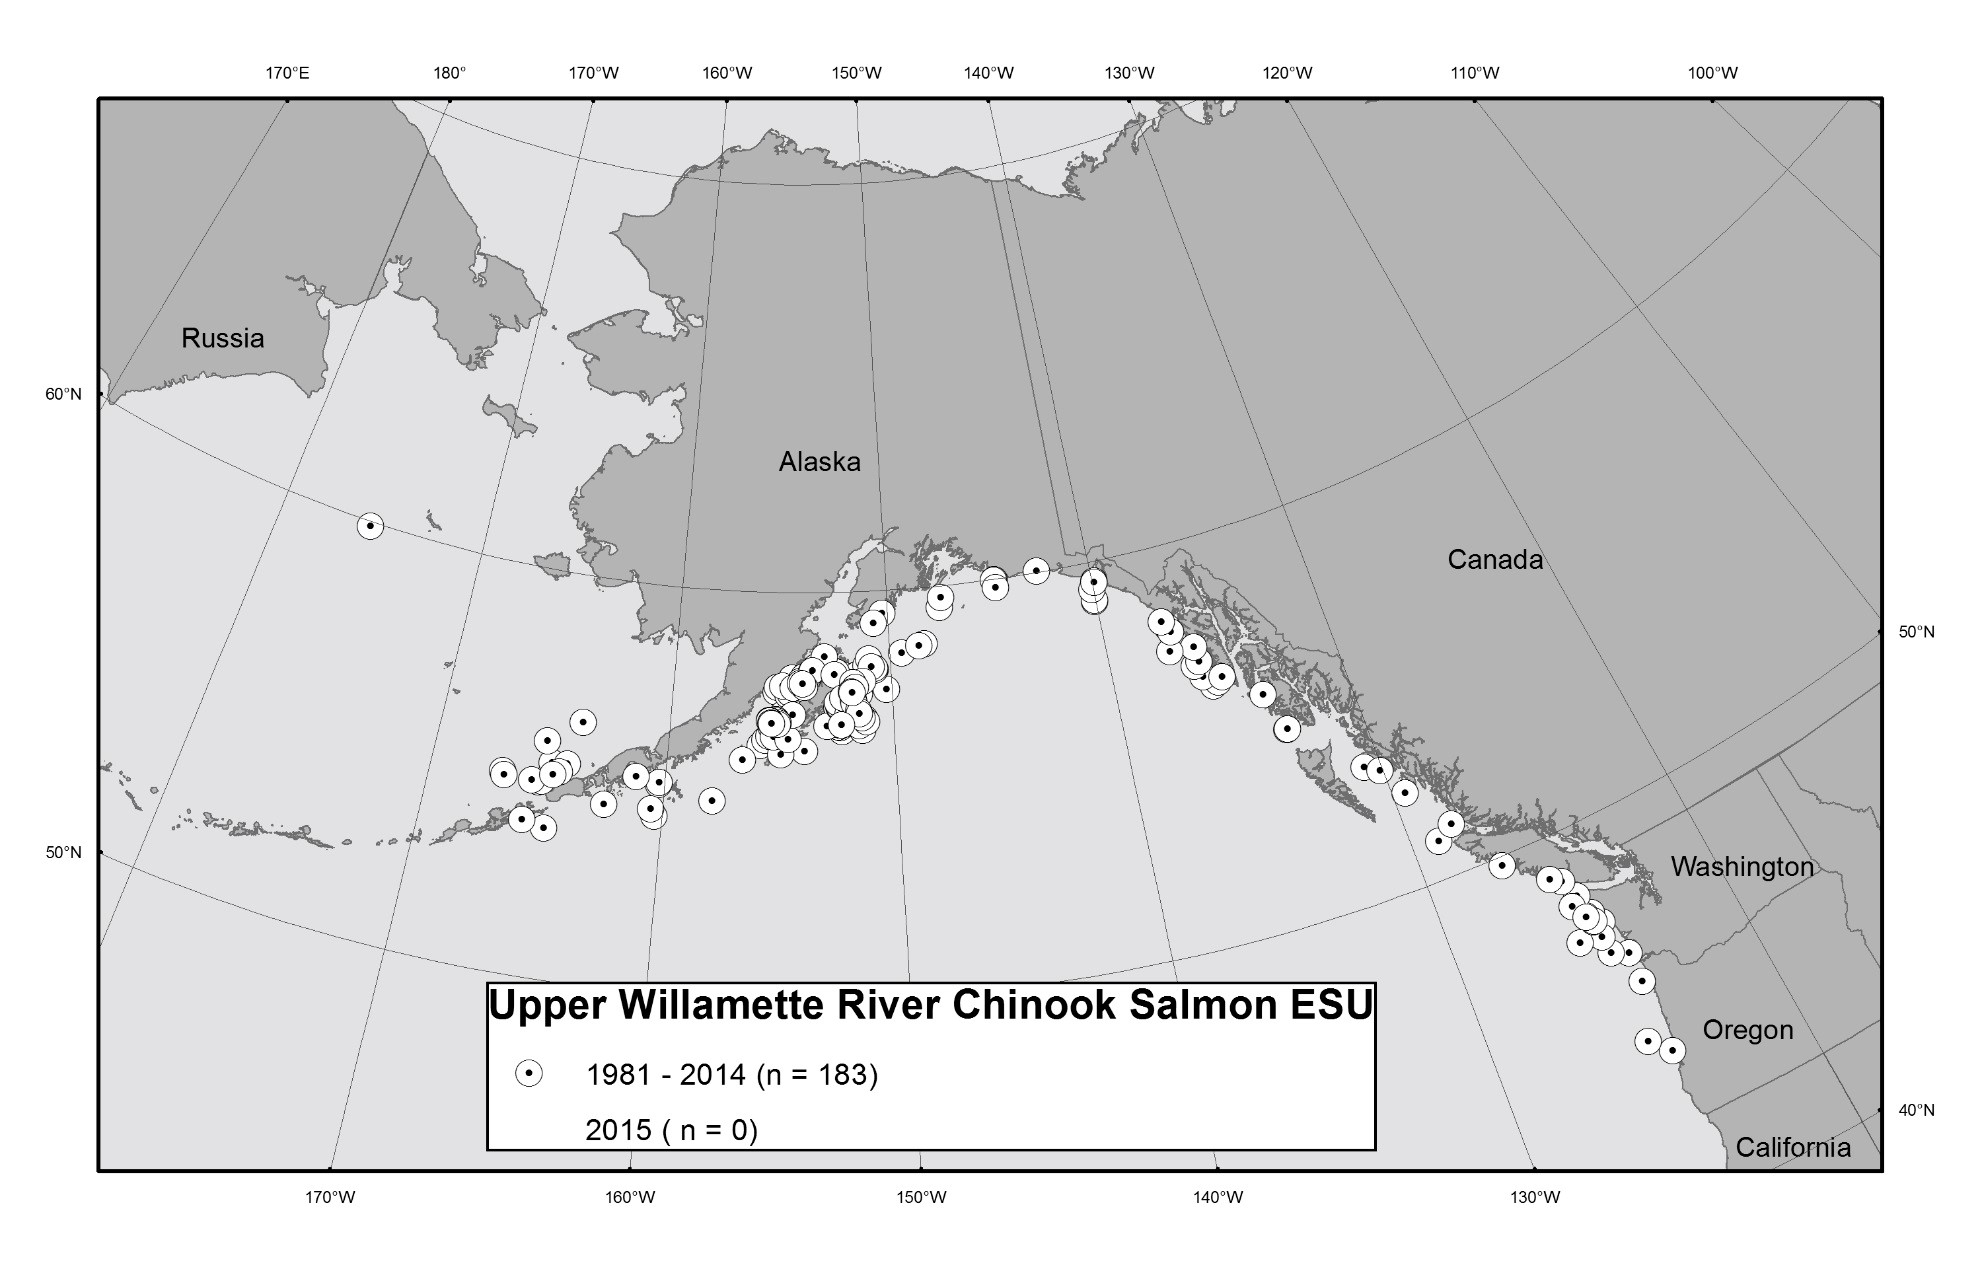 170°E 180° 170°W 160°W 150°W 140°W 130°W 120°W 110°W 100°W
Russia
60°N
Alaska
Canada
50°N
50°N
Washington
Upper Willamette River Chinook Salmon ESU
Oregon
1981 - 2014 (n = 183)
40°N
2015 ( n = 0)
California
170°W 160°W 150°W 140°W 130°W